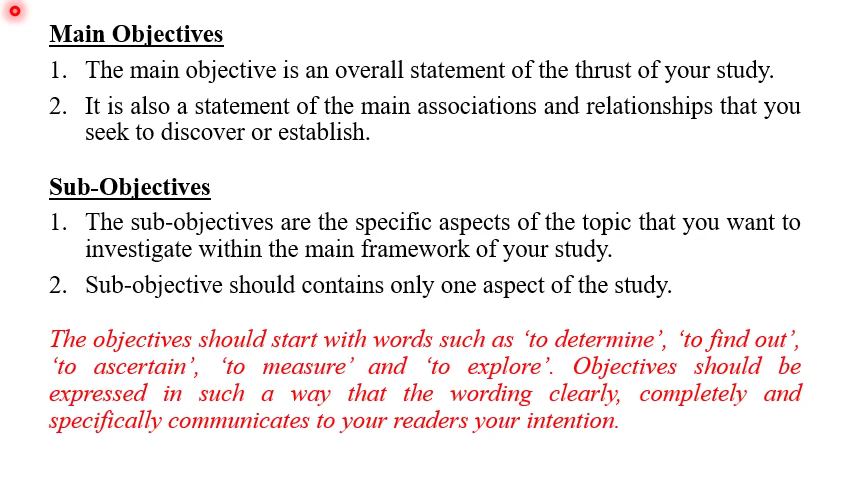 Main Objectives
1. The main objective is an overall statement of the thrust of your study.
2. It is also a statement of the main associations and relationships that you
seek to discover or establish.
Sub-Objectives
1. The sub-objectives are the specific aspects of the topic that you want to
investigate within the main framework of your study.
2. Sub-objective should contains only one aspect of the study.
The objectives should start with words such as ‘to determine’, ‘to find out’,
‘to ascertain’, ‘to measure’ and ‘to explore’. Objectives should be
expressed in such a way that the wording clearly, completely and
specifically communicates to your readers your intention.